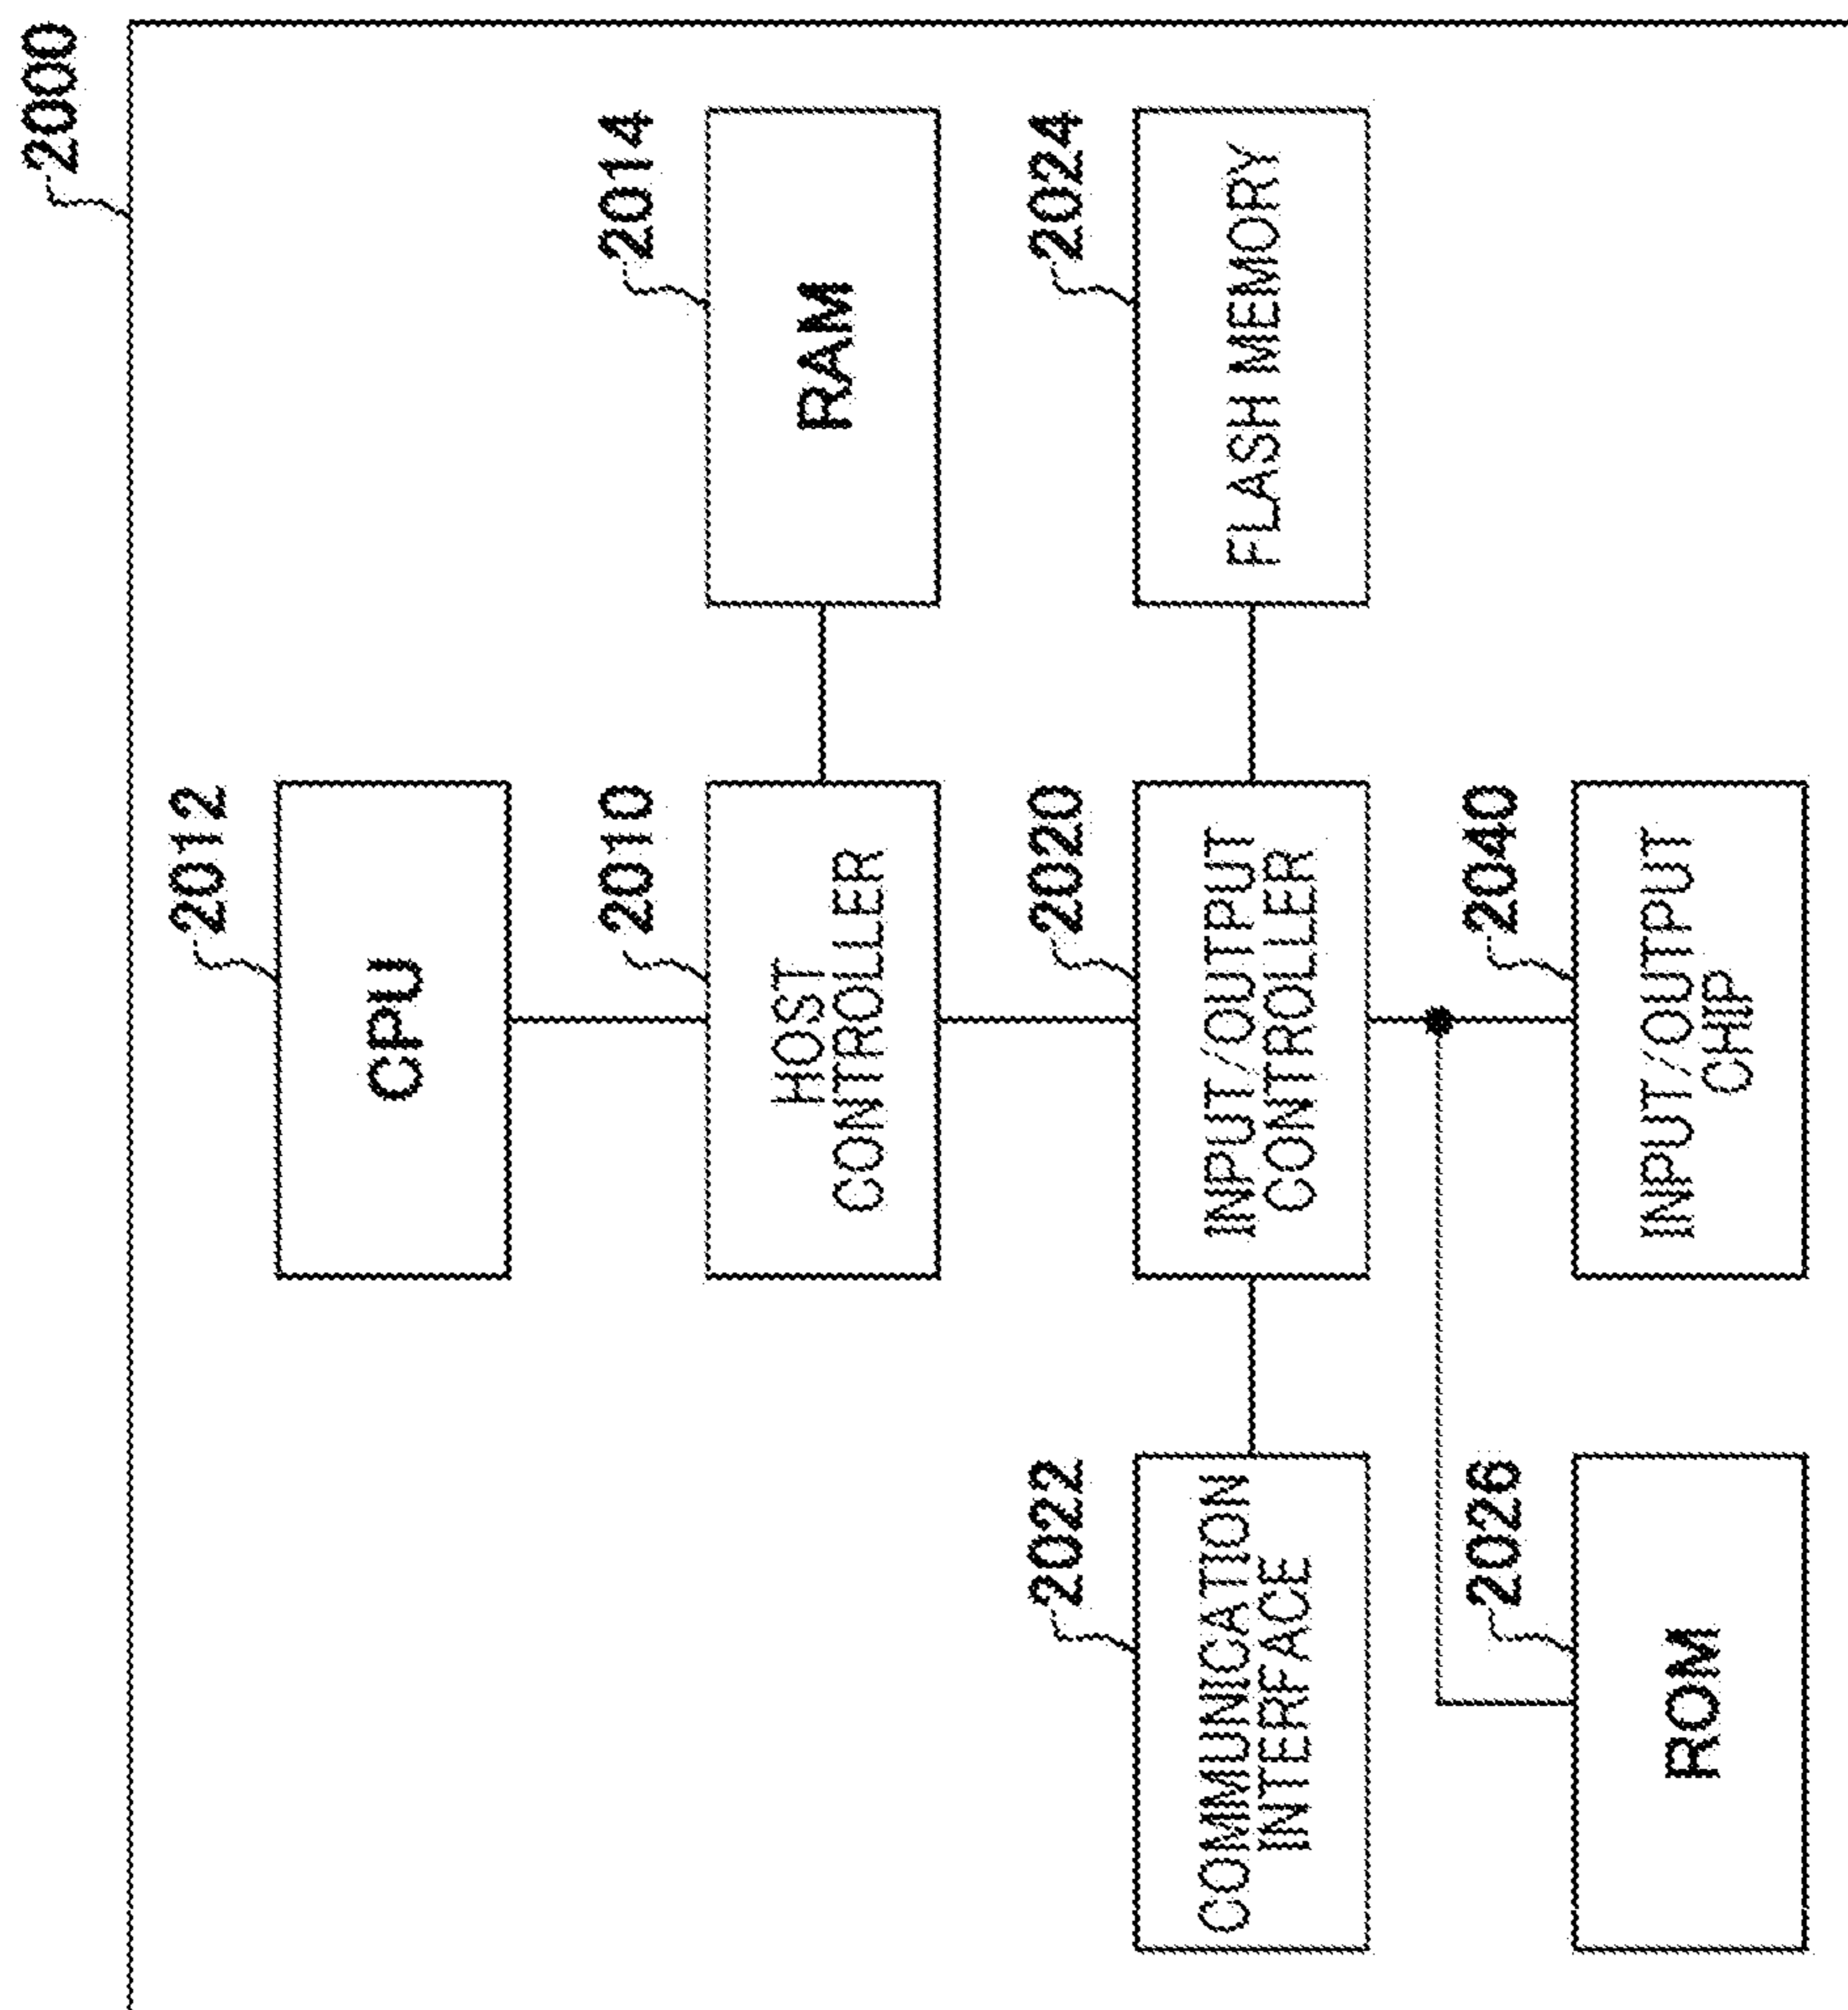 2000
2012
CPU
2010
HOST
CONTROLLER
2014
RAM
2022
COMMUNICATION
INTERFACE
2020
INPUT/OUTPUT
CONTROLLER
2024
FLASH MEMORY
2026
ROM
2040
INPUT/OUTPUT
CHIP